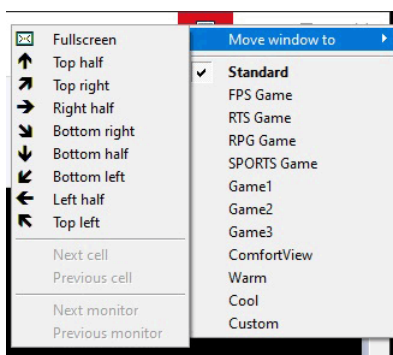 Fullscreen
Top half
Top right
Right half
Bottom right
Bottom half
Bottom left
Left half
Top left
Next cell
Previous cell
Next monitor
Previous monitor
Move window to
Standard
FPS Game
RTS Game
RPG Game
SPORTS Game
Game1
Game2
Game3
ComfortView
Warm
Cool
Custom